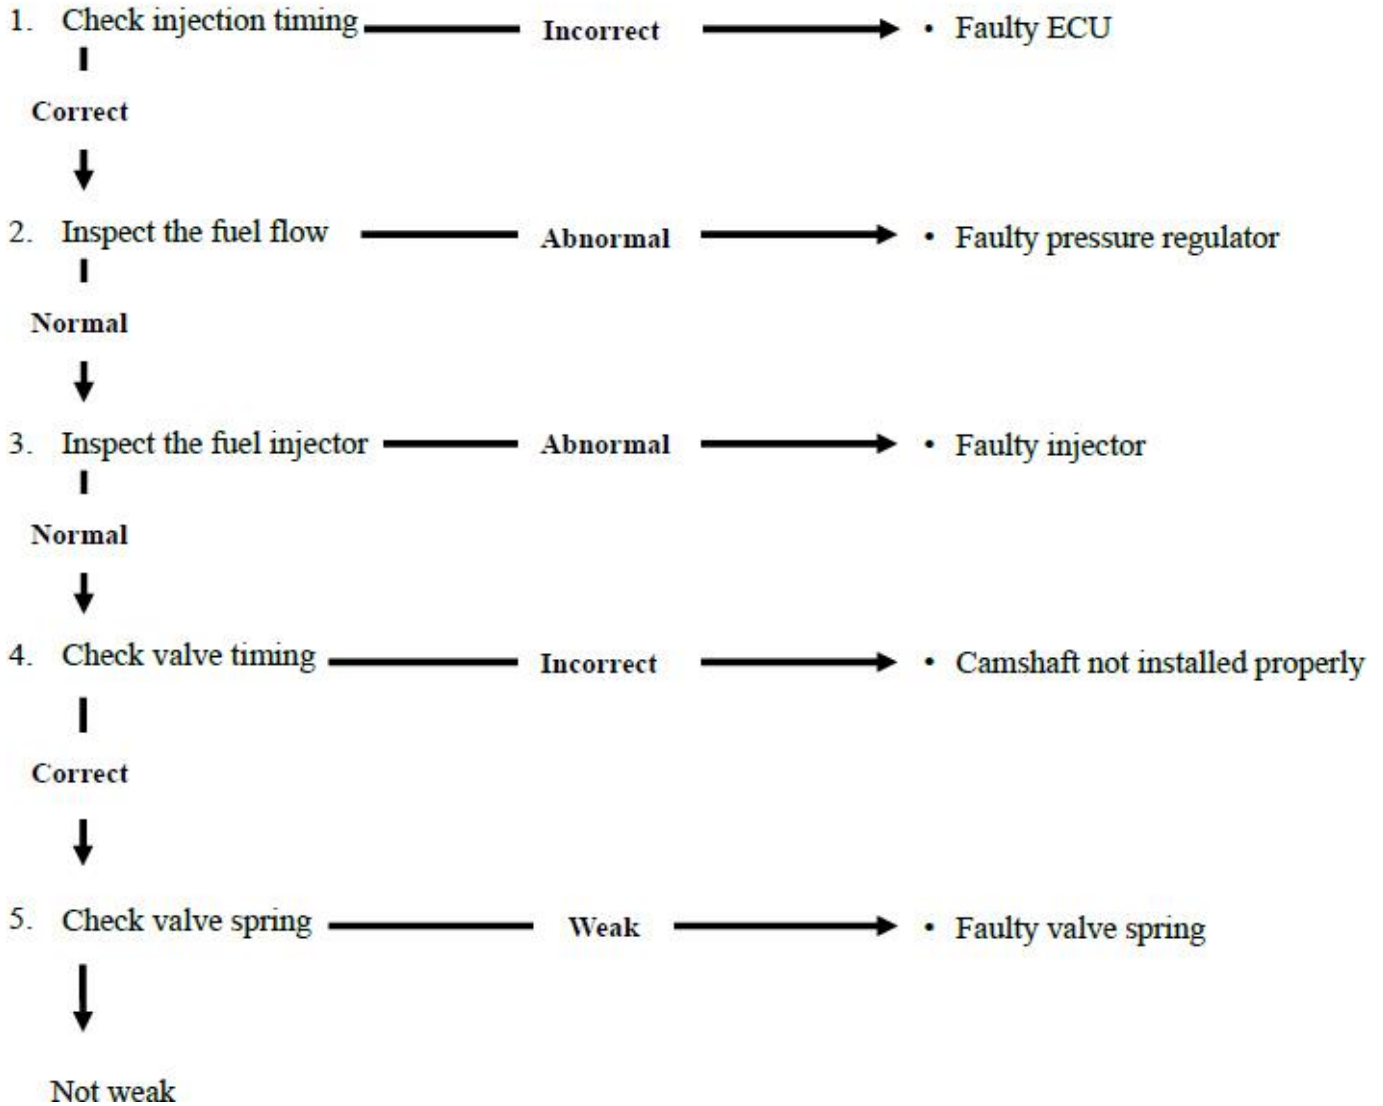 1. Check injection timing Incorrect • Faulty ECU
Correct
2. Inspect the fuel flow Abnormal • Faulty pressure regulator
Normal
3. Inspect the fuel injector Abnormal • Faulty injector
Normal
4. Check valve timing Incorrect • Camshaft not installed properly
Correct
5. Check valve spring Weak • Faulty valve spring
Not weak